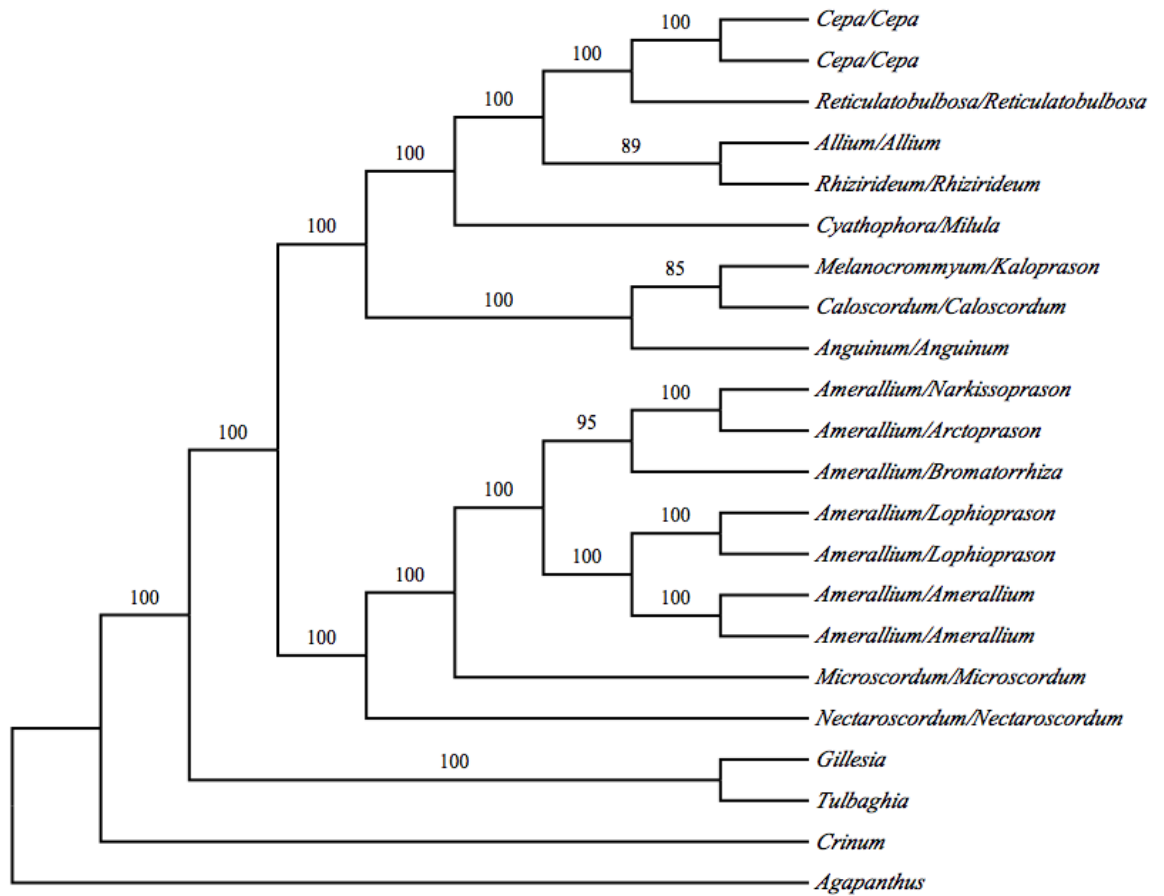 100
Cepa/Cepa
100
Cepa/Cepa
100
Reticulatobulbosa/Reticulatobulbosa
100
89
Allium/Allium
Rhizirideum/Rhizirideum
100
Cyathophora/Milula
100
85
Melanocrommyum/Kaloprason
100
Caloscordum/Caloscordum
Anguinum/Anguinum
100
Amerallium/Narkissoprason
95
Amerallium/Arctoprason
100
Amerallium/Bromatorrhiza
100
100
Amerallium/Lophioprason
100
Amerallium/Lophioprason
100
100
Amerallium/Amerallium
100
Amerallium/Amerallium
100
Microscordum/Microscordum
Nectaroscordum/Nectaroscordum
100
Gillesia
Tulbaghia
Crinum
Agapanthus